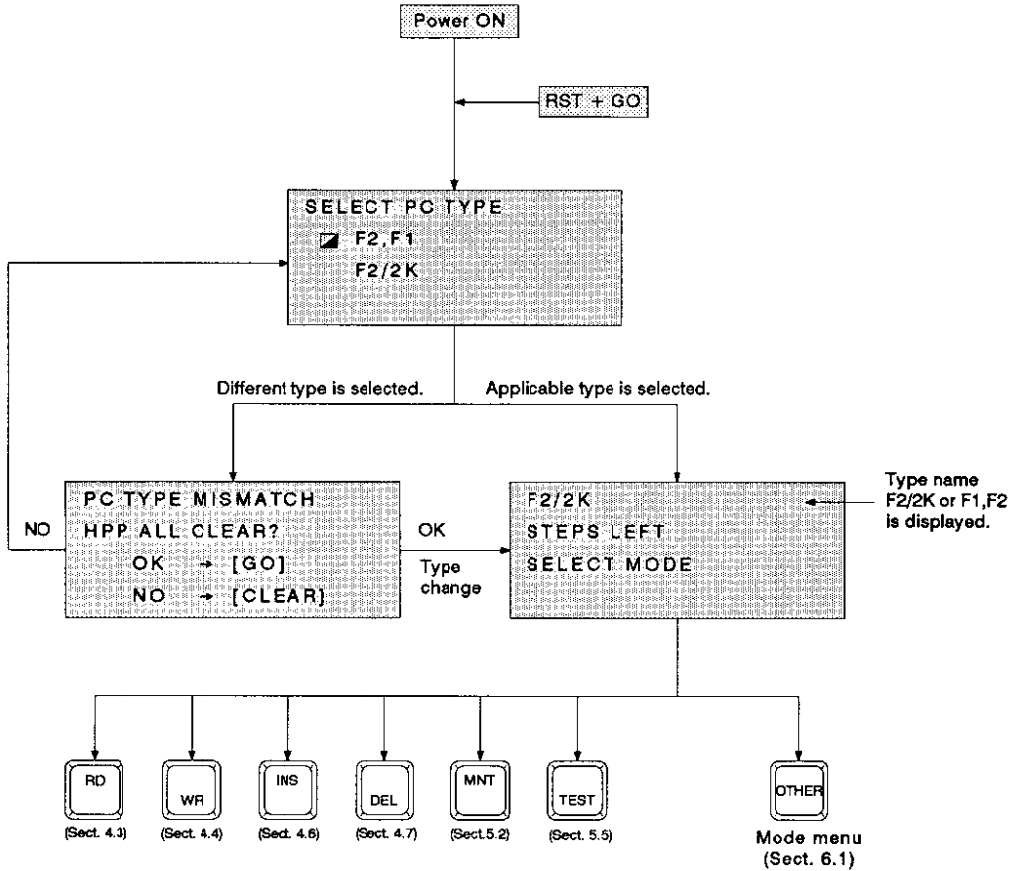 Power ON
RST + GO
SELECT PC TYPE
F2,F1
F2/2K
Different type is selected.
Applicable type is selected.
PC TYPE MISMATCH
HPP ALL CLEAR?
OK → [GO]
NO → [CLEAR]
NO
OK
Type
change
F2/2K
STEPS LEFT
SELECT MODE
Type name
F2/2K or F1,F2
is displayed.
RD
(Sect. 4.3)
WR
(Sect. 4.4)
INS
(Sect. 4.6)
DEL
(Sect. 4.7)
MNT
(Sect.5.2)
TEST
(Sect. 5.5)
OTHER
Mode menu
(Sect. 6.1)